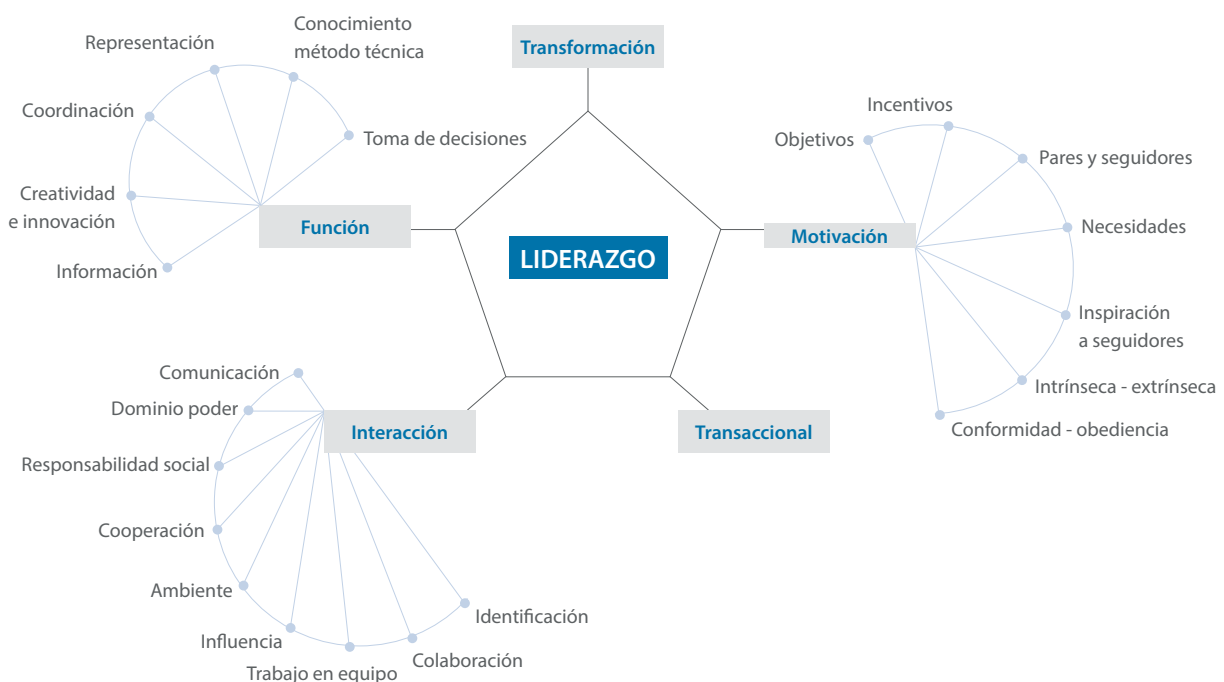 Transformación
LIDERAZGO
Función
Conocimiento
método técnica
Representación
Coordinación
Toma de decisiones
Creatividad
e innovación
Información
Motivación
Objetivos
Incentivos
Pares y seguidores
Necesidades
Inspiración
a seguidores
Intrínseca - extrínseca
Conformidad - obediencia
Interacción
Comunicación
Dominio poder
Responsabilidad social
Cooperación
Ambiente
Influencia
Trabajo en equipo
Colaboración
Identificación
Transaccional